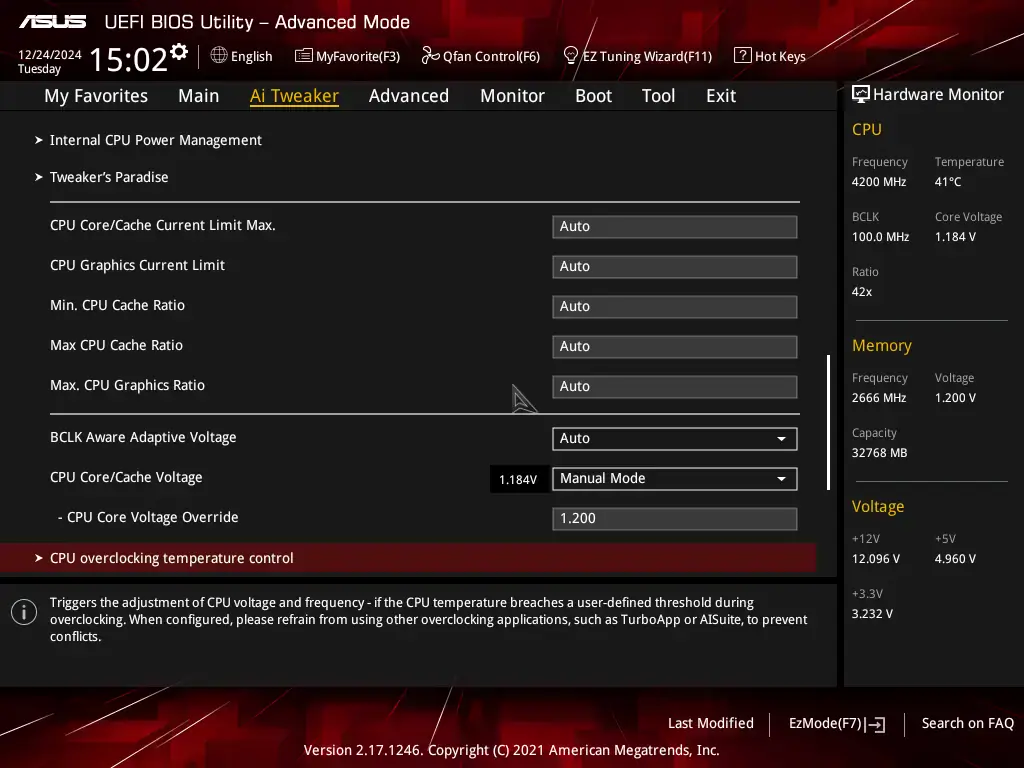 ASUS UEFI BIOS Utility – Advanced Mode
12/24/2024
Tuesday
15:02
English
MyFavorite(F3)
Qfan Control(F6)
EZ Tuning Wizard(F11)
? Hot Keys
My Favorites Main Ai Tweaker Advanced Monitor Boot Tool Exit
Internal CPU Power Management
Tweaker's Paradise
CPU Core/Cache Current Limit Max. Auto
CPU Graphics Current Limit Auto
Min. CPU Cache Ratio Auto
Max CPU Cache Ratio Auto
Max. CPU Graphics Ratio Auto
BCLK Aware Adaptive Voltage Auto
CPU Core/Cache Voltage 1.184V Manual Mode
- CPU Core Voltage Override 1.200
CPU overclocking temperature control
Triggers the adjustment of CPU voltage and frequency - if the CPU temperature breaches a user-defined threshold during
overclocking. When configured, please refrain from using other overclocking applications, such as TurboApp or AISuite, to prevent
conflicts.
Hardware Monitor
CPU
Frequency Temperature
4200 MHz 41°C
BCLK Core Voltage
100.0 MHz 1.184 V
Ratio
42x
Memory
Frequency Voltage
2666 MHz 1.200 V
Capacity
32768 MB
Voltage
+12V +5V
12.096 V 4.960 V
+3.3V
3.232 V
Last Modified
EzMode(F7)
Search on FAQ
Version 2.17.1246. Copyright (C) 2021 American Megatrends, Inc.